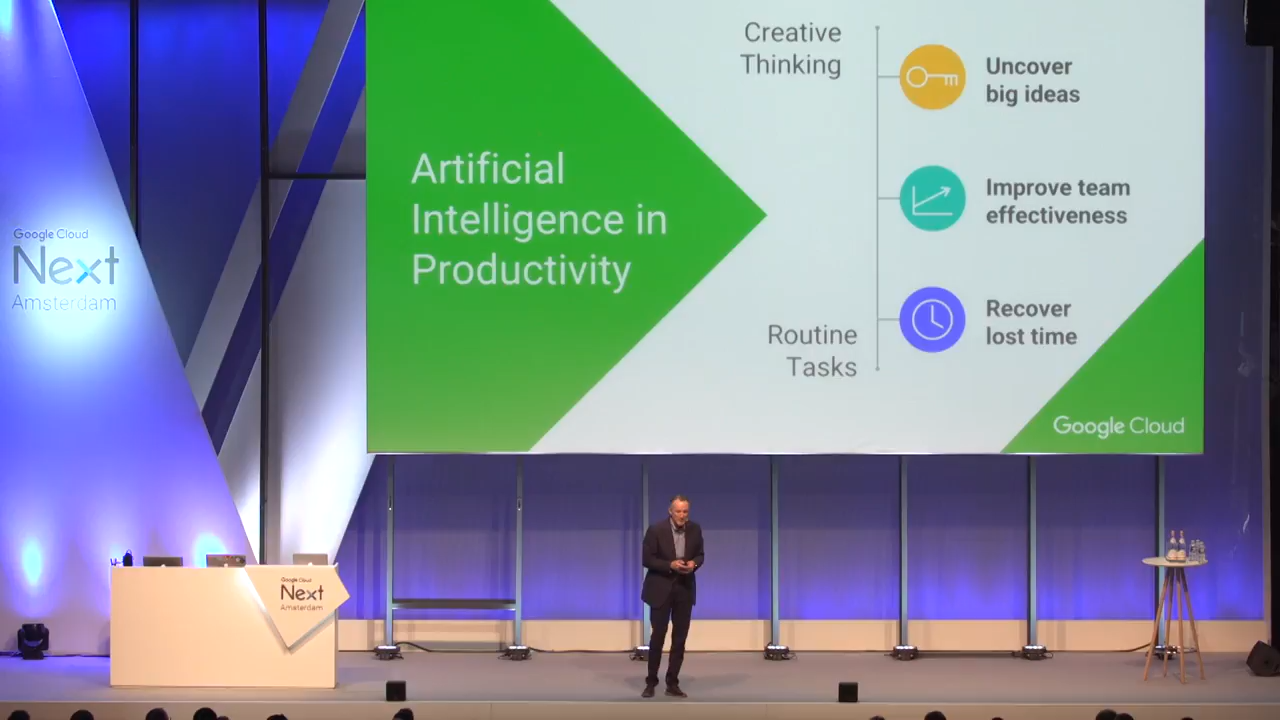 Google Cloud
Next
Amsterdam
Artificial
Intelligence in
Productivity
Creative
Thinking
Uncover
big ideas
Improve team
effectiveness
Routine
Tasks
Recover
lost time
Google Cloud
Google Cloud
Next
Amsterdam